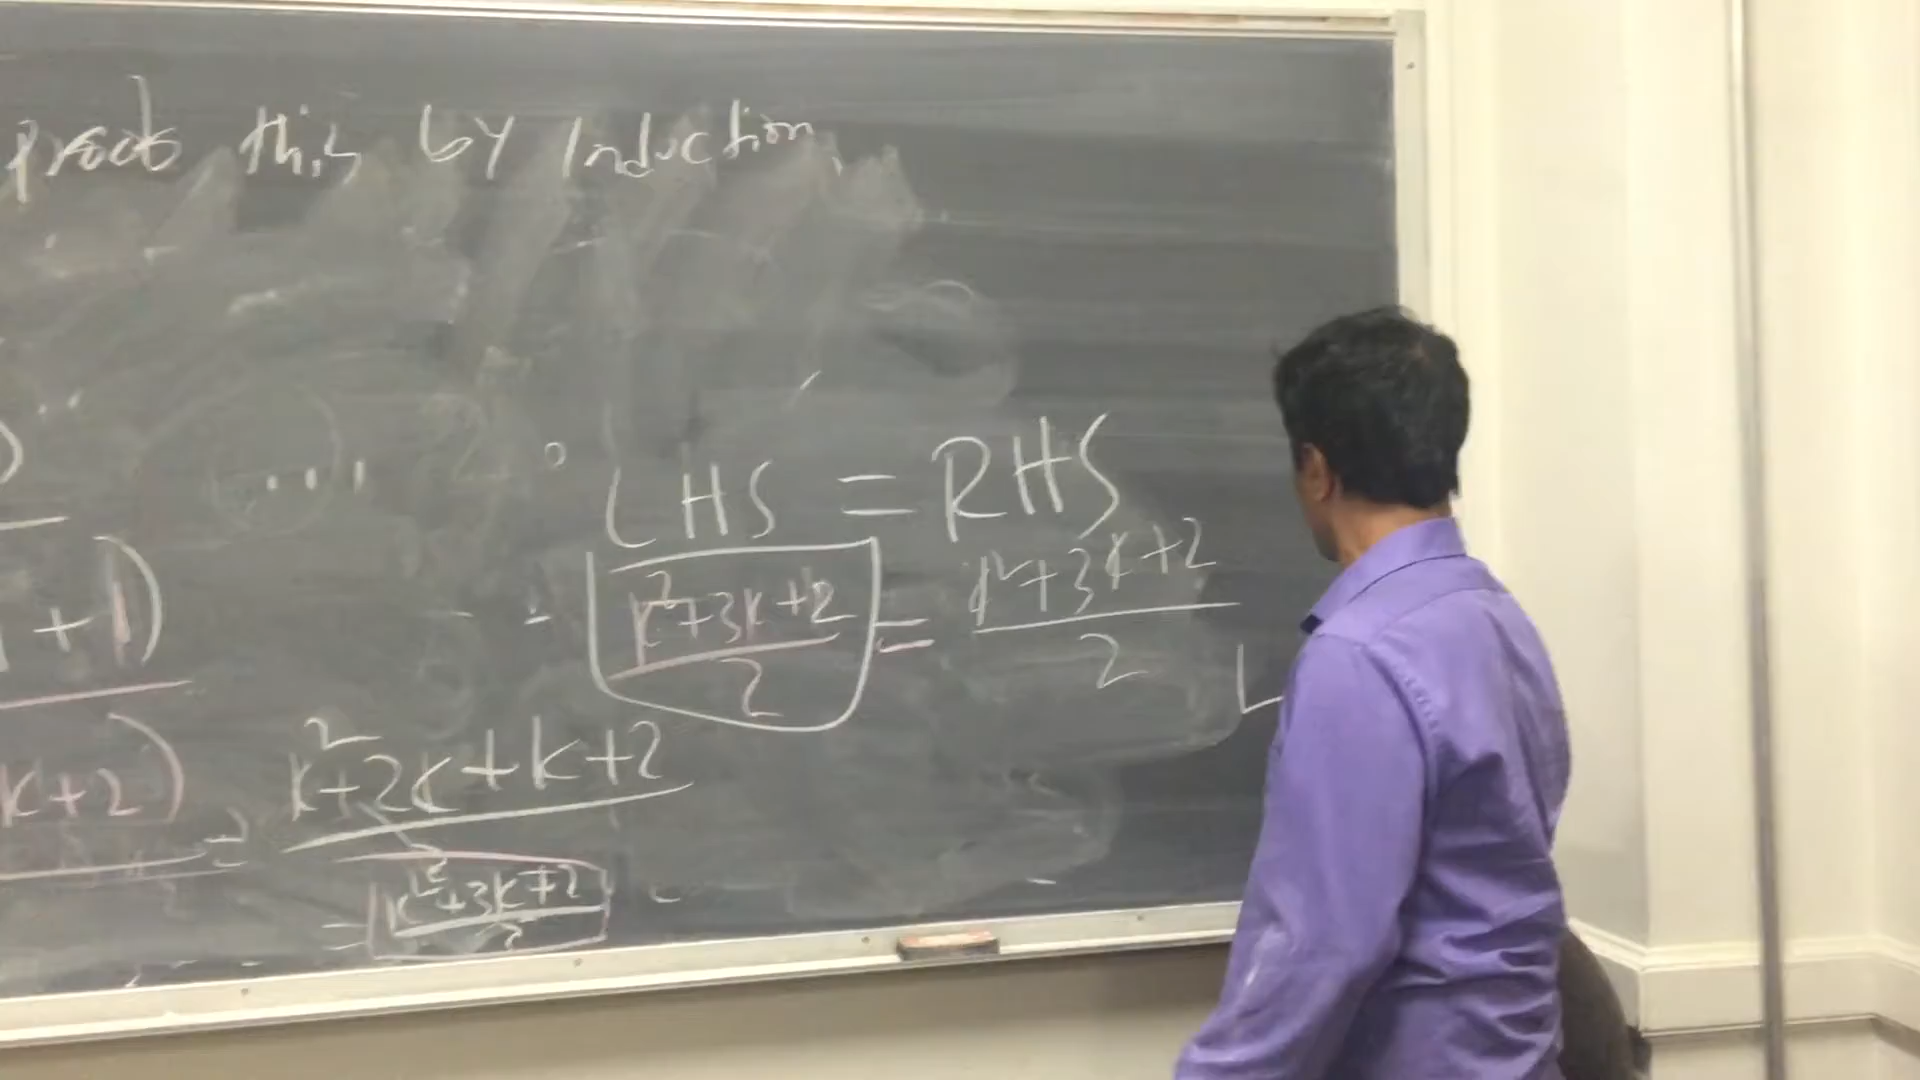 this by Induction
....
LHS = RHS
k²+3k+2 / 2 = k²+3k+2 / 2
+1)
L
k+2) = k²+2k+k+2
= k²+3k+2 / 2